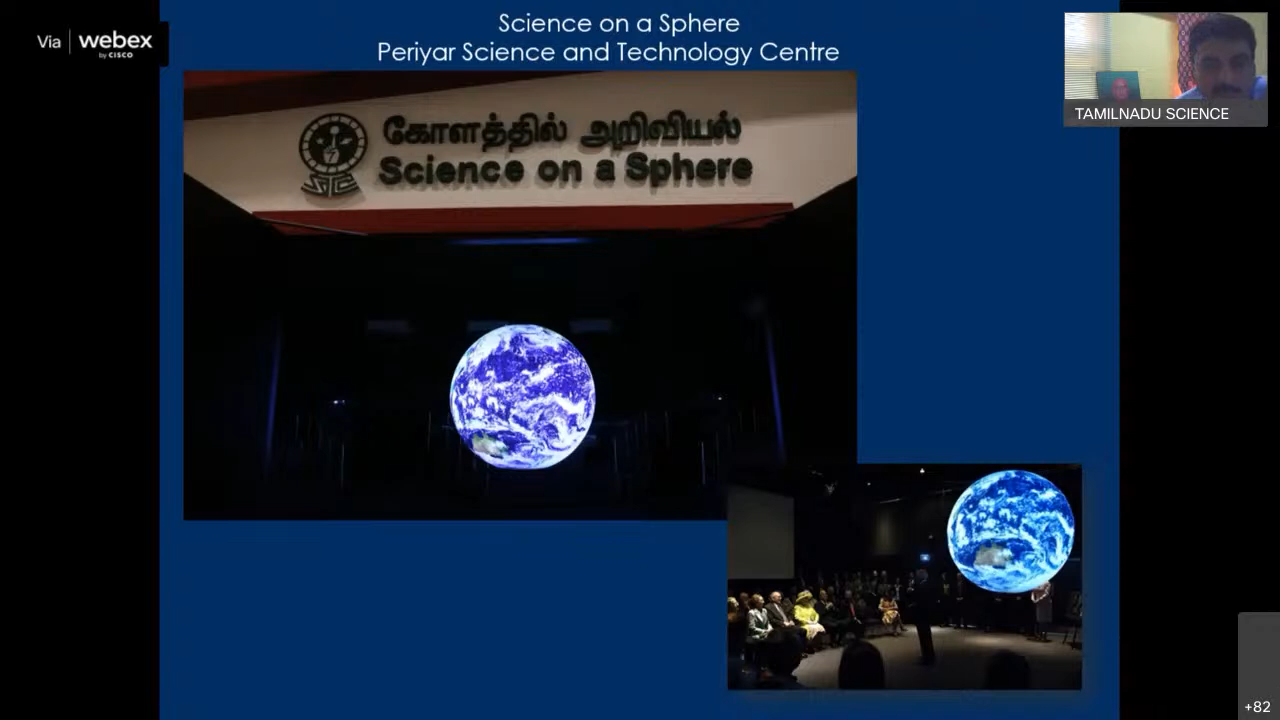 Via webex
by CISCO
Science on a Sphere
Periyar Science and Technology Centre
கோளத்தில் அறிவியல்
Science on a Sphere
TAMILNADU SCIENCE
+82